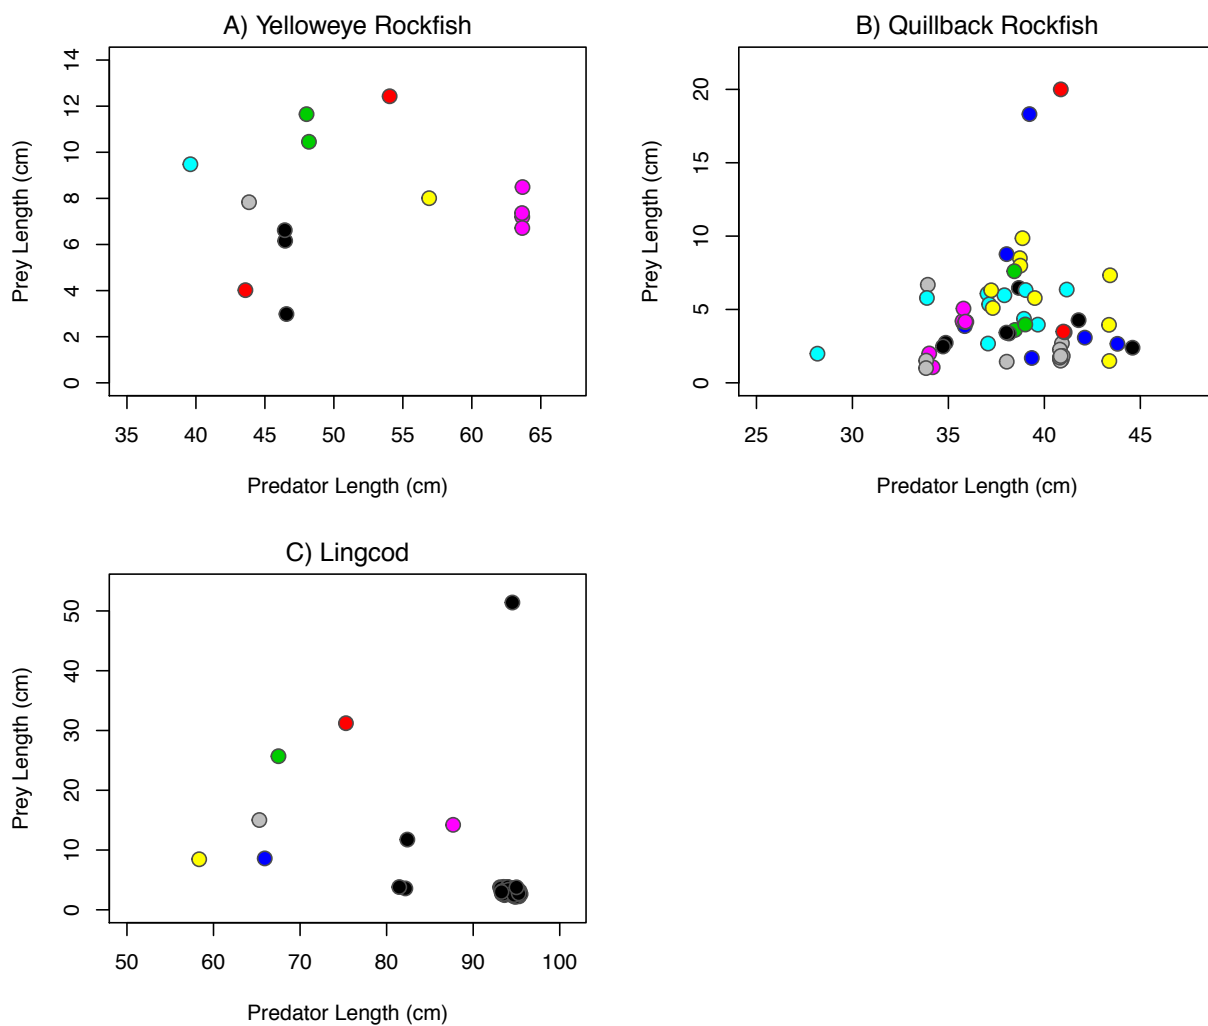 A) Yelloweye Rockfish
Prey Length (cm)
14
12
10
8
6
4
2
0
35 40 45 50 55 60 65
Predator Length (cm)
B) Quillback Rockfish
Prey Length (cm)
20
15
10
5
0
25 30 35 40 45
Predator Length (cm)
C) Lingcod
Prey Length (cm)
50
40
30
20
10
0
50 60 70 80 90 100
Predator Length (cm)